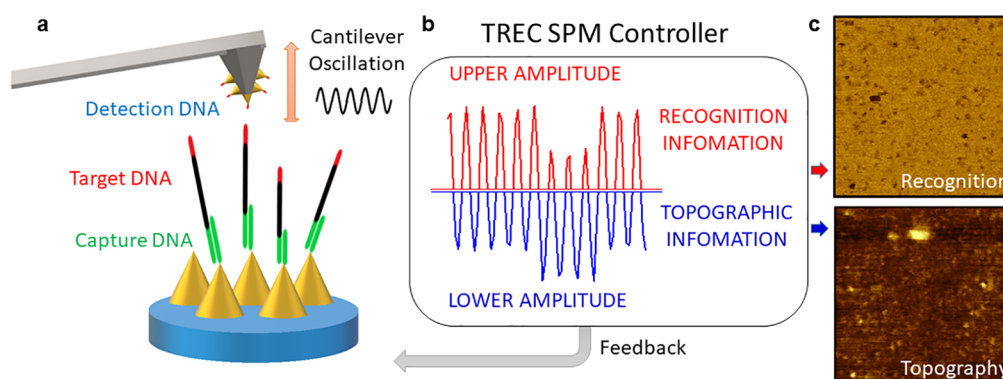 a
Cantilever
Oscillation
Detection DNA
Target DNA
Capture DNA
b
TREC SPM Controller
UPPER AMPLITUDE
RECOGNITION
INFOMATION
TOPOGRAPHIC
INFOMATION
LOWER AMPLITUDE
Feedback
c
Recognition
Topography